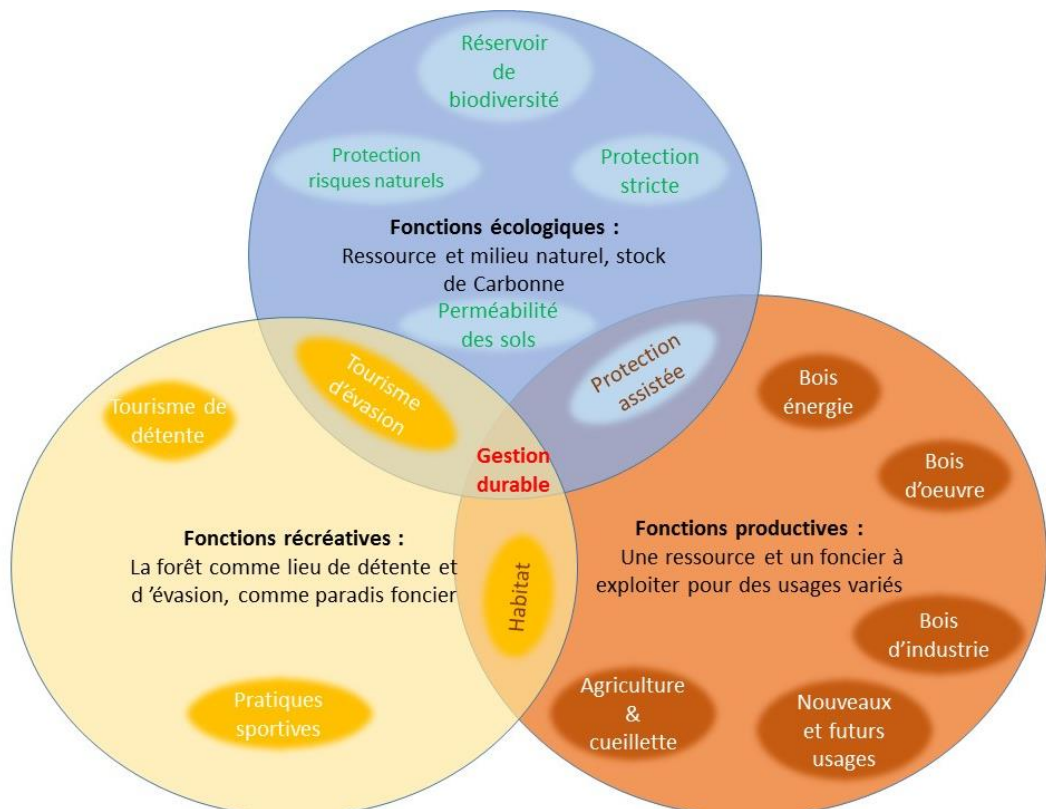 Réservoir
de
biodiversité
Protection
risques naturels
Protection
stricte
Fonctions écologiques :
Ressource et milieu naturel, stock
de Carbonne
Perméabilité
des sols
Tourisme
d'évasion
Protection
assistée
Gestion
durable
Tourisme de
détente
Fonctions récréatives :
La forêt comme lieu de détente et
d 'évasion, comme paradis foncier
Habitat
Pratiques
sportives
Bois
énergie
Bois
d'oeuvre
Fonctions productives :
Une ressource et un foncier à
exploiter pour des usages variés
Bois
d'industrie
Agriculture
&
cueillette
Nouveaux
et futurs
usages